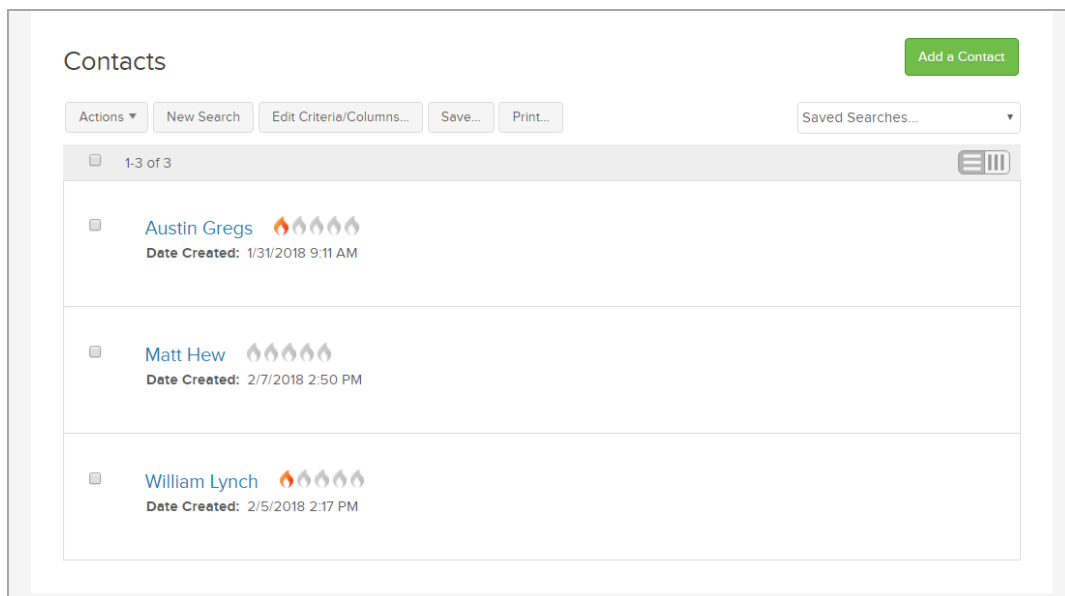 Contacts
Add a Contact
Actions New Search Edit Criteria/Columns... Save... Print... Saved Searches...
1-3 of 3
Austin Gregs
Date Created: 1/31/2018 9:11 AM
Matt Hew
Date Created: 2/7/2018 2:50 PM
William Lynch
Date Created: 2/5/2018 2:17 PM